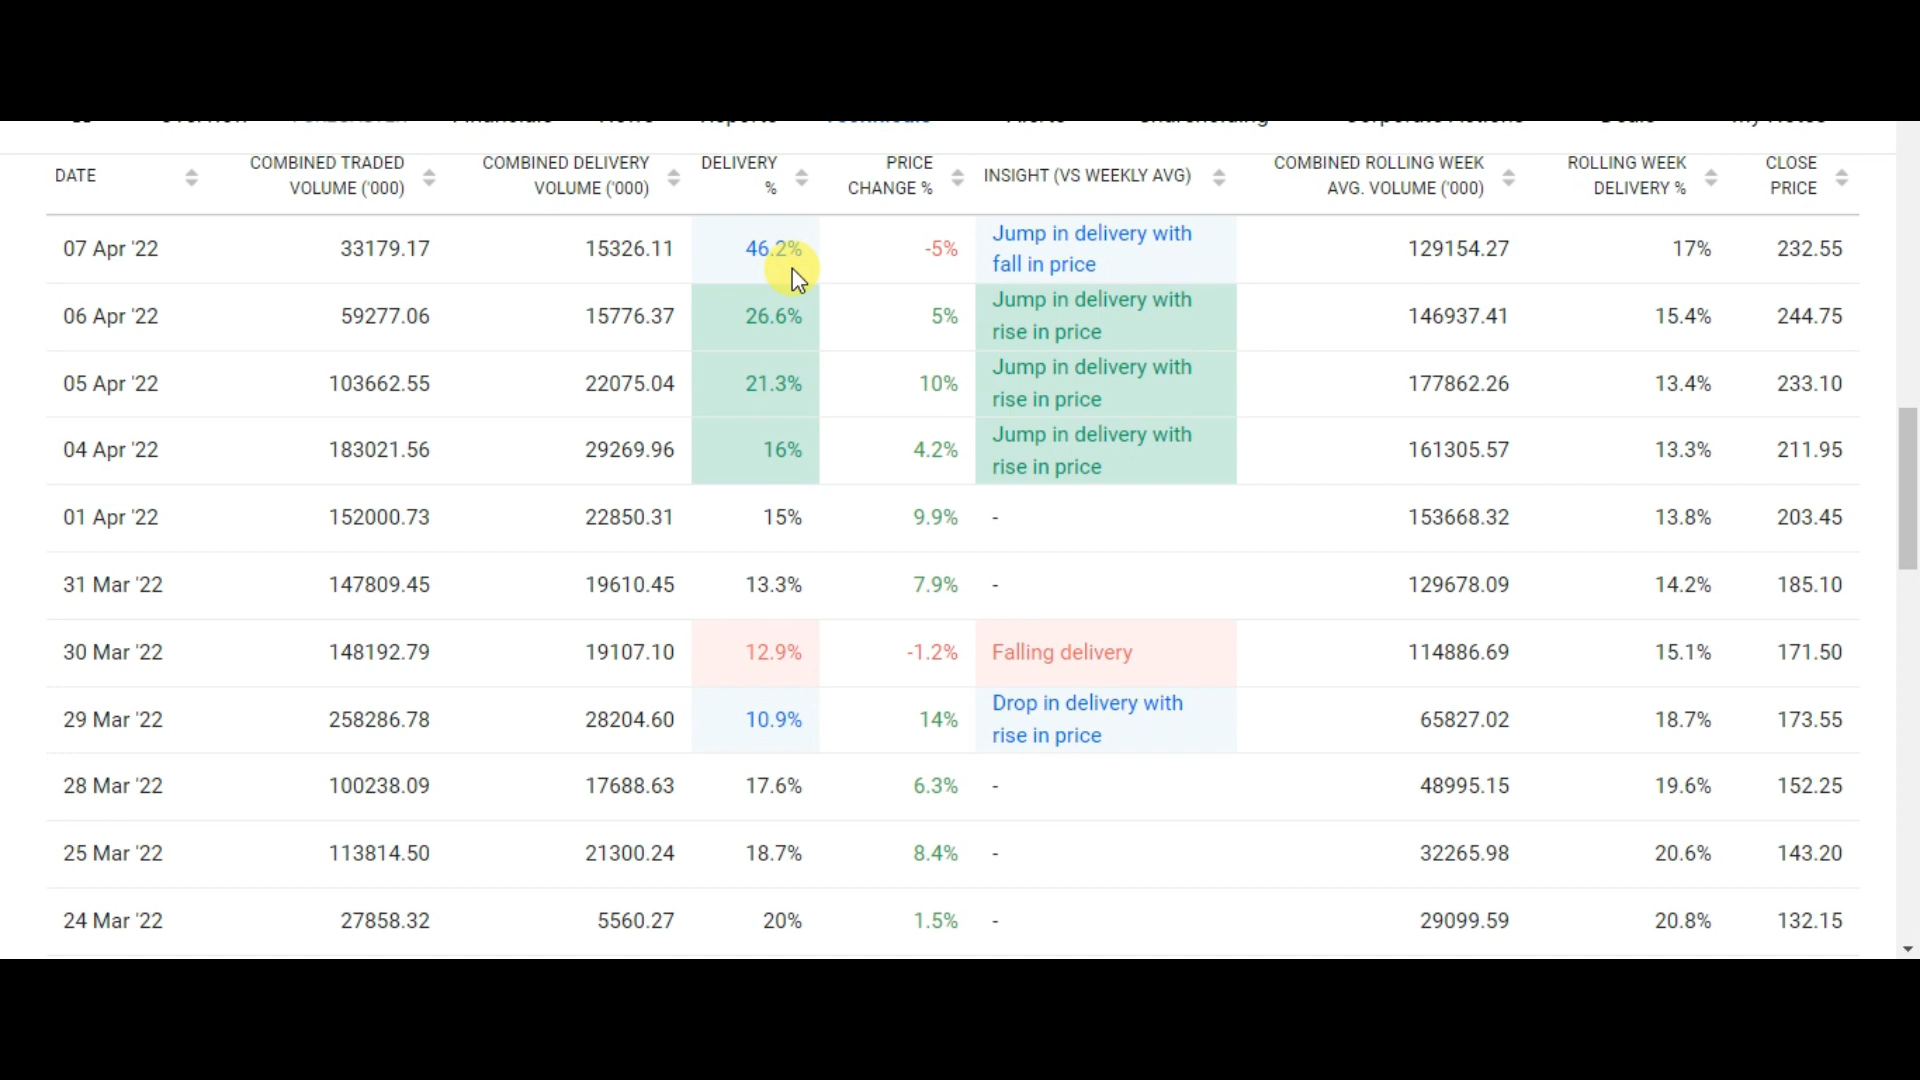 DATE COMBINED TRADED VOLUME ('000) COMBINED DELIVERY VOLUME ('000) DELIVERY % PRICE CHANGE % INSIGHT (VS WEEKLY AVG) COMBINED ROLLING WEEK AVG. VOLUME ('000) ROLLING WEEK DELIVERY % CLOSE PRICE
07 Apr '22 33179.17 15326.11 46.2% -5% Jump in delivery with fall in price 129154.27 17% 232.55
06 Apr '22 59277.06 15776.37 26.6% 5% Jump in delivery with rise in price 146937.41 15.4% 244.75
05 Apr '22 103662.55 22075.04 21.3% 10% Jump in delivery with rise in price 177862.26 13.4% 233.10
04 Apr '22 183021.56 29269.96 16% 4.2% Jump in delivery with rise in price 161305.57 13.3% 211.95
01 Apr '22 152000.73 22850.31 15% 9.9% - 153668.32 13.8% 203.45
31 Mar '22 147809.45 19610.45 13.3% 7.9% - 129678.09 14.2% 185.10
30 Mar '22 148192.79 19107.10 12.9% -1.2% Falling delivery 114886.69 15.1% 171.50
29 Mar '22 258286.78 28204.60 10.9% 14% Drop in delivery with rise in price 65827.02 18.7% 173.55
28 Mar '22 100238.09 17688.63 17.6% 6.3% - 48995.15 19.6% 152.25
25 Mar '22 113814.50 21300.24 18.7% 8.4% - 32265.98 20.6% 143.20
24 Mar '22 27858.32 5560.27 20% 1.5% - 29099.59 20.8% 132.15